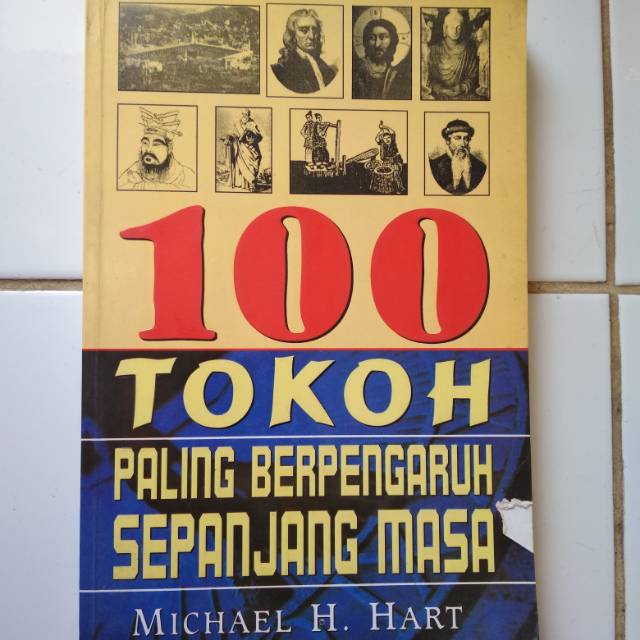 100
TOKOH
PALING BERPENGARUH
SEPANJANG MASA
MICHAEL H. HART